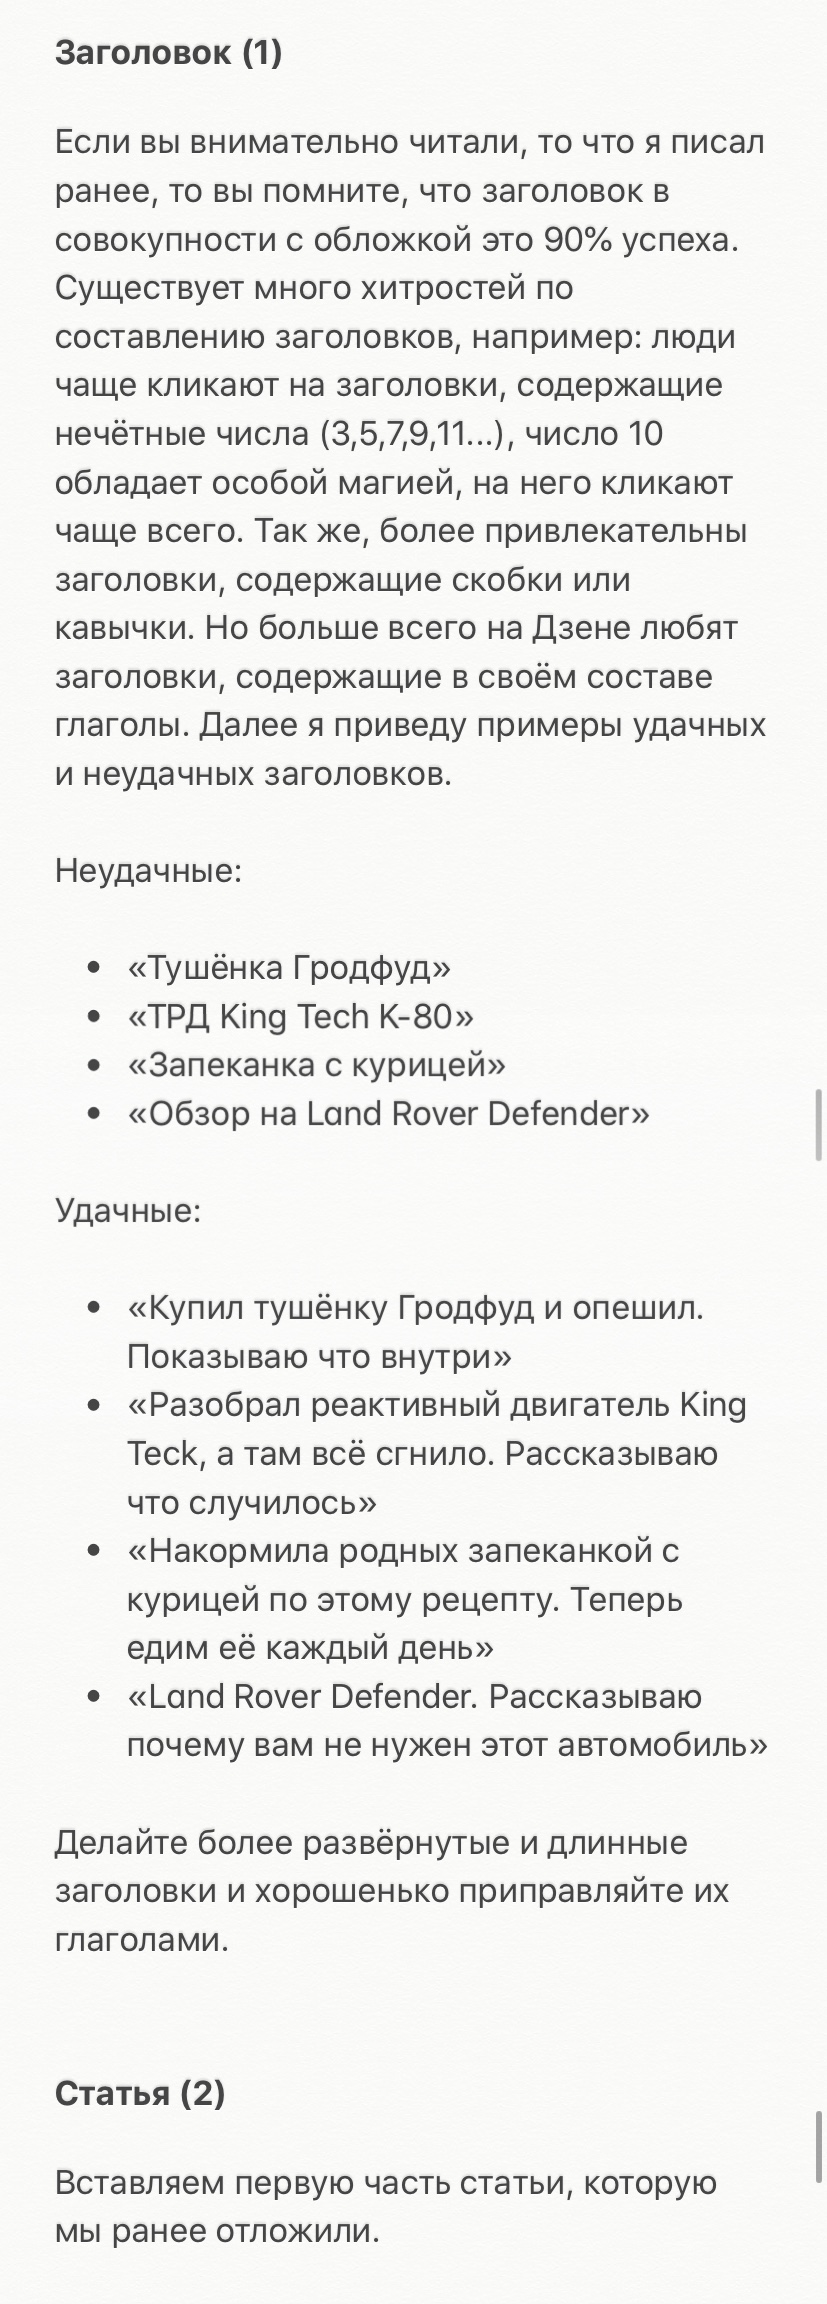 Заголовок (1)
Если вы внимательно читали, то что я писал
ранее, то вы помните, что заголовок в
совокупности с обложкой это 90% успеха.
Существует много хитростей по
составлению заголовков, например: люди
чаще кликают на заголовки, содержащие
нечётные числа (3,5,7,9,11...), число 10
обладает особой магией, на него кликают
чаще всего. Так же, более привлекательны
заголовки, содержащие скобки или
кавычки. Но больше всего на Дзене любят
заголовки, содержащие в своём составе
глаголы. Далее я приведу примеры удачных
и неудачных заголовков.
Неудачные:
• «Тушёнка Гродфуд»
• «ТРД King Tech K-80»
• «Запеканка с курицей»
• «Обзор на Land Rover Defender»
Удачные:
• «Купил тушёнку Гродфуд и опешил.
Показываю что внутри»
• «Разобрал реактивный двигатель King
Teck, а там всё сгнило. Рассказываю
что случилось»
• «Накормила родных запеканкой с
курицей по этому рецепту. Теперь
едим её каждый день»
• «Land Rover Defender. Рассказываю
почему вам не нужен этот автомобиль»
Делайте более развёрнутые и длинные
заголовки и хорошенько приправляйте их
глаголами.
Статья (2)
Вставляем первую часть статьи, которую
мы ранее отложили.